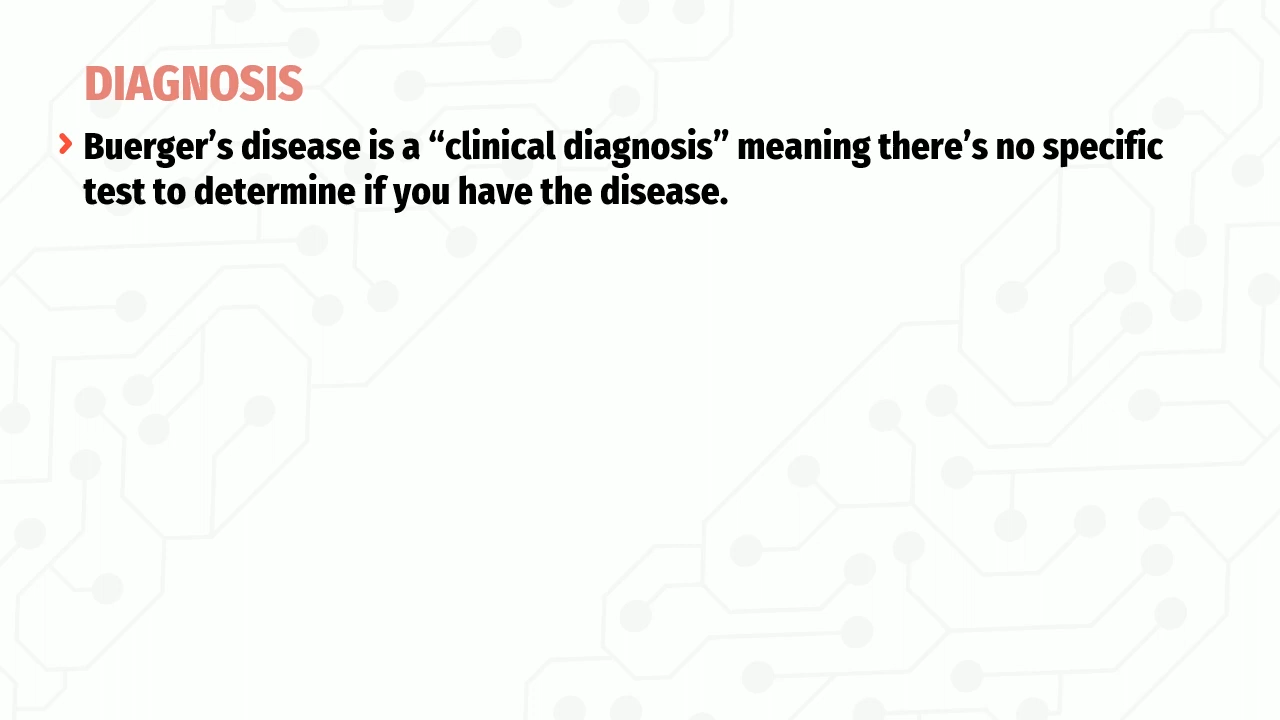 DIAGNOSIS
Buerger’s disease is a “clinical diagnosis” meaning there’s no specific
test to determine if you have the disease.